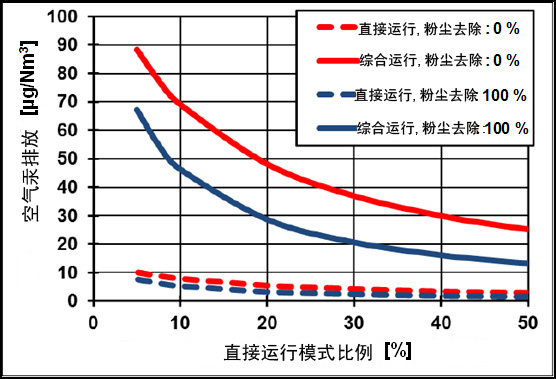 空气汞排放 [µg/Nm³]
100
90
80
70
60
50
40
30
20
10
0
直接运行, 粉尘去除 : 0 %
综合运行, 粉尘去除 : 0 %
直接运行, 粉尘去除 100 %
综合运行, 粉尘去除 :100 %
0 10 20 30 40 50
直接运行模式比例 [%]